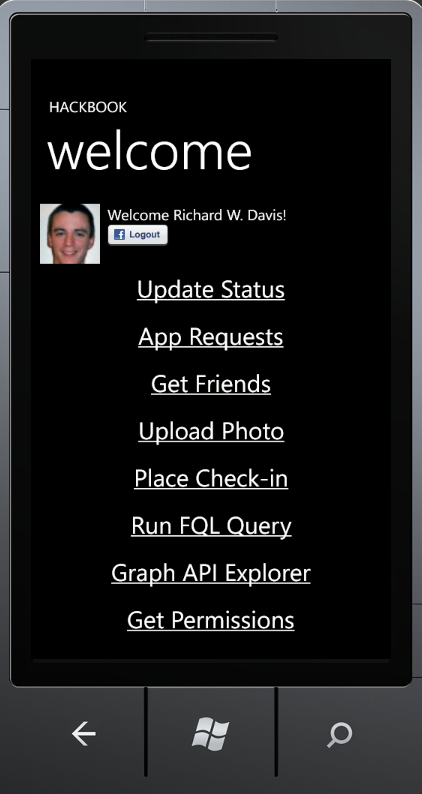 HACKBOOK
welcome
Welcome Richard W. Davis!
f Logout
Update Status
App Requests
Get Friends
Upload Photo
Place Check-in
Run FQL Query
Graph API Explorer
Get Permissions